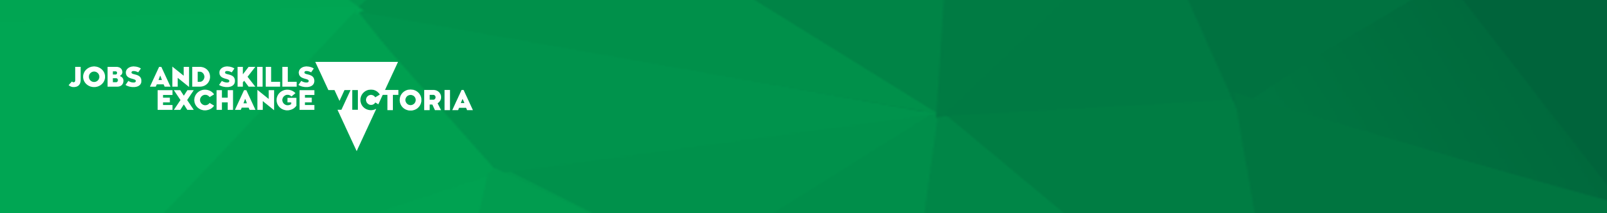 JOBS AND SKILLS
EXCHANGE VICTORIA